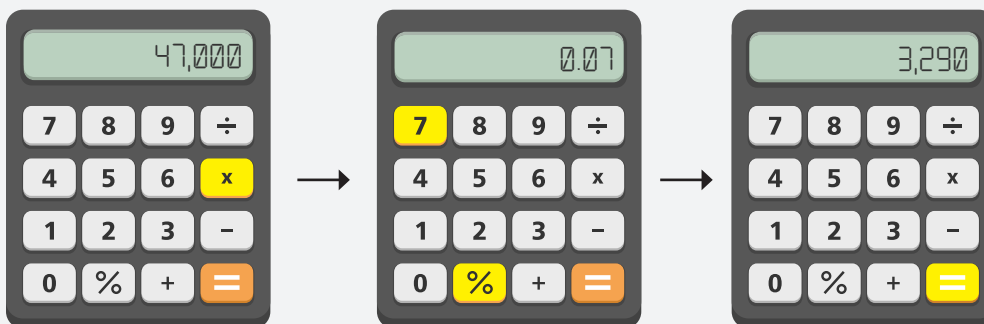 47,000
7 8 9 ÷
4 5 6 x
1 2 3 −
0 % + =
0.07
7 8 9 ÷
4 5 6 x
1 2 3 −
0 % + =
3,290
7 8 9 ÷
4 5 6 x
1 2 3 −
0 % + =